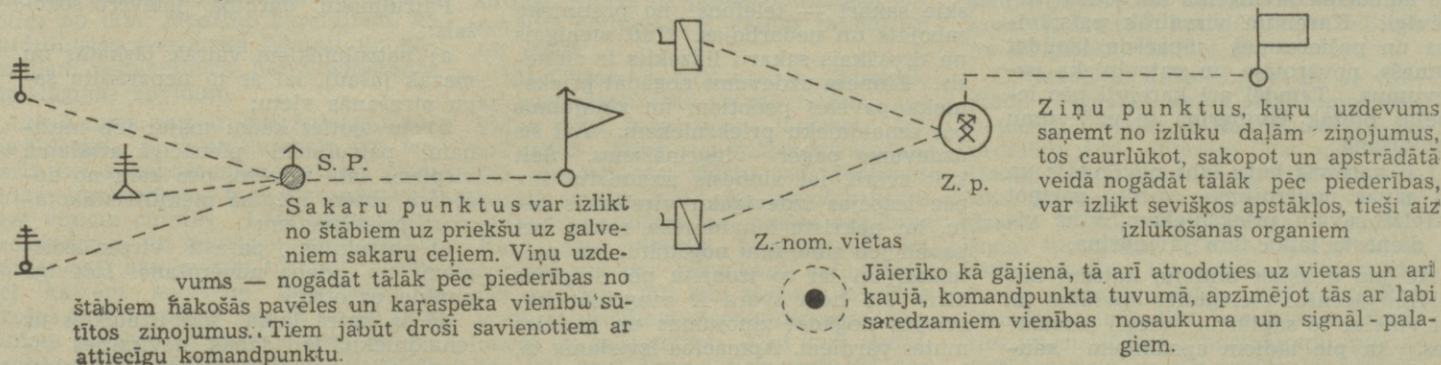 S. P.
Sakaru punktus var izlikt
no štābiem uz priekšu uz galve-
niem sakaru ceļiem. Viņu uzde-
vums — nogādāt tālāk pēc piederības no
štābiem nākošās pavēles un kaŗaspēka vienību sū-
tītos ziņojumus. Tiem jābūt droši savienotiem ar
attiecīgu komandpunktu.
Z. p.
Ziņu punktus, kuŗu uzdevums
saņemt no izlūku daļām ziņojumus,
tos caurlūkot, sakopot un apstrādātā
veidā nogādāt tālāk pēc piederības,
var izlikt sevišķos apstākļos, tieši aiz
izlūkošanas organiem
Z. nom. vietas
Jāierīko kā gājienā, tā arī atrodoties uz vietas un arī
kaujā, komandpunkta tuvumā, apzīmējot tās ar labi
saredzamiem vienības nosaukuma un signāl-pala-
giem.